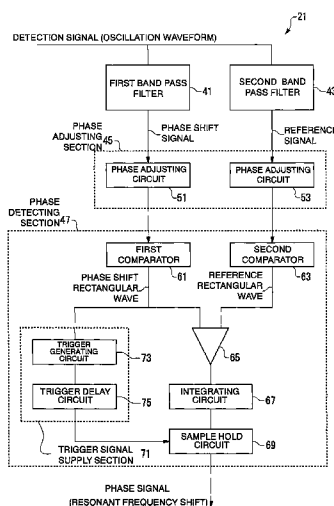 21
DETECTION SIGNAL (OSCILLATION WAVEFORM)
FIRST BAND PASS
FILTER
41
SECOND BAND
PASS FILTER
43
PHASE
ADJUSTING 45
SECTION
PHASE SHIFT
SIGNAL
REFERENCE
SIGNAL
PHASE ADJUSTING
CIRCUIT
51
PHASE ADJUSTING
CIRCUIT
53
PHASE
DETECTING
SECTION 47
FIRST
COMPARATOR
61
SECOND
COMPARATOR
63
PHASE SHIFT
RECTANGULAR
WAVE
REFERENCE
RECTANGULAR
WAVE
65
TRIGGER
GENERATING
CIRCUIT
73
TRIGGER DELAY
CIRCUIT
75
INTEGRATING
CIRCUIT
67
SAMPLE HOLD
CIRCUIT
69
TRIGGER SIGNAL 71
SUPPLY SECTION
PHASE SIGNAL
(RESONANT FREQUENCY SHIFT)